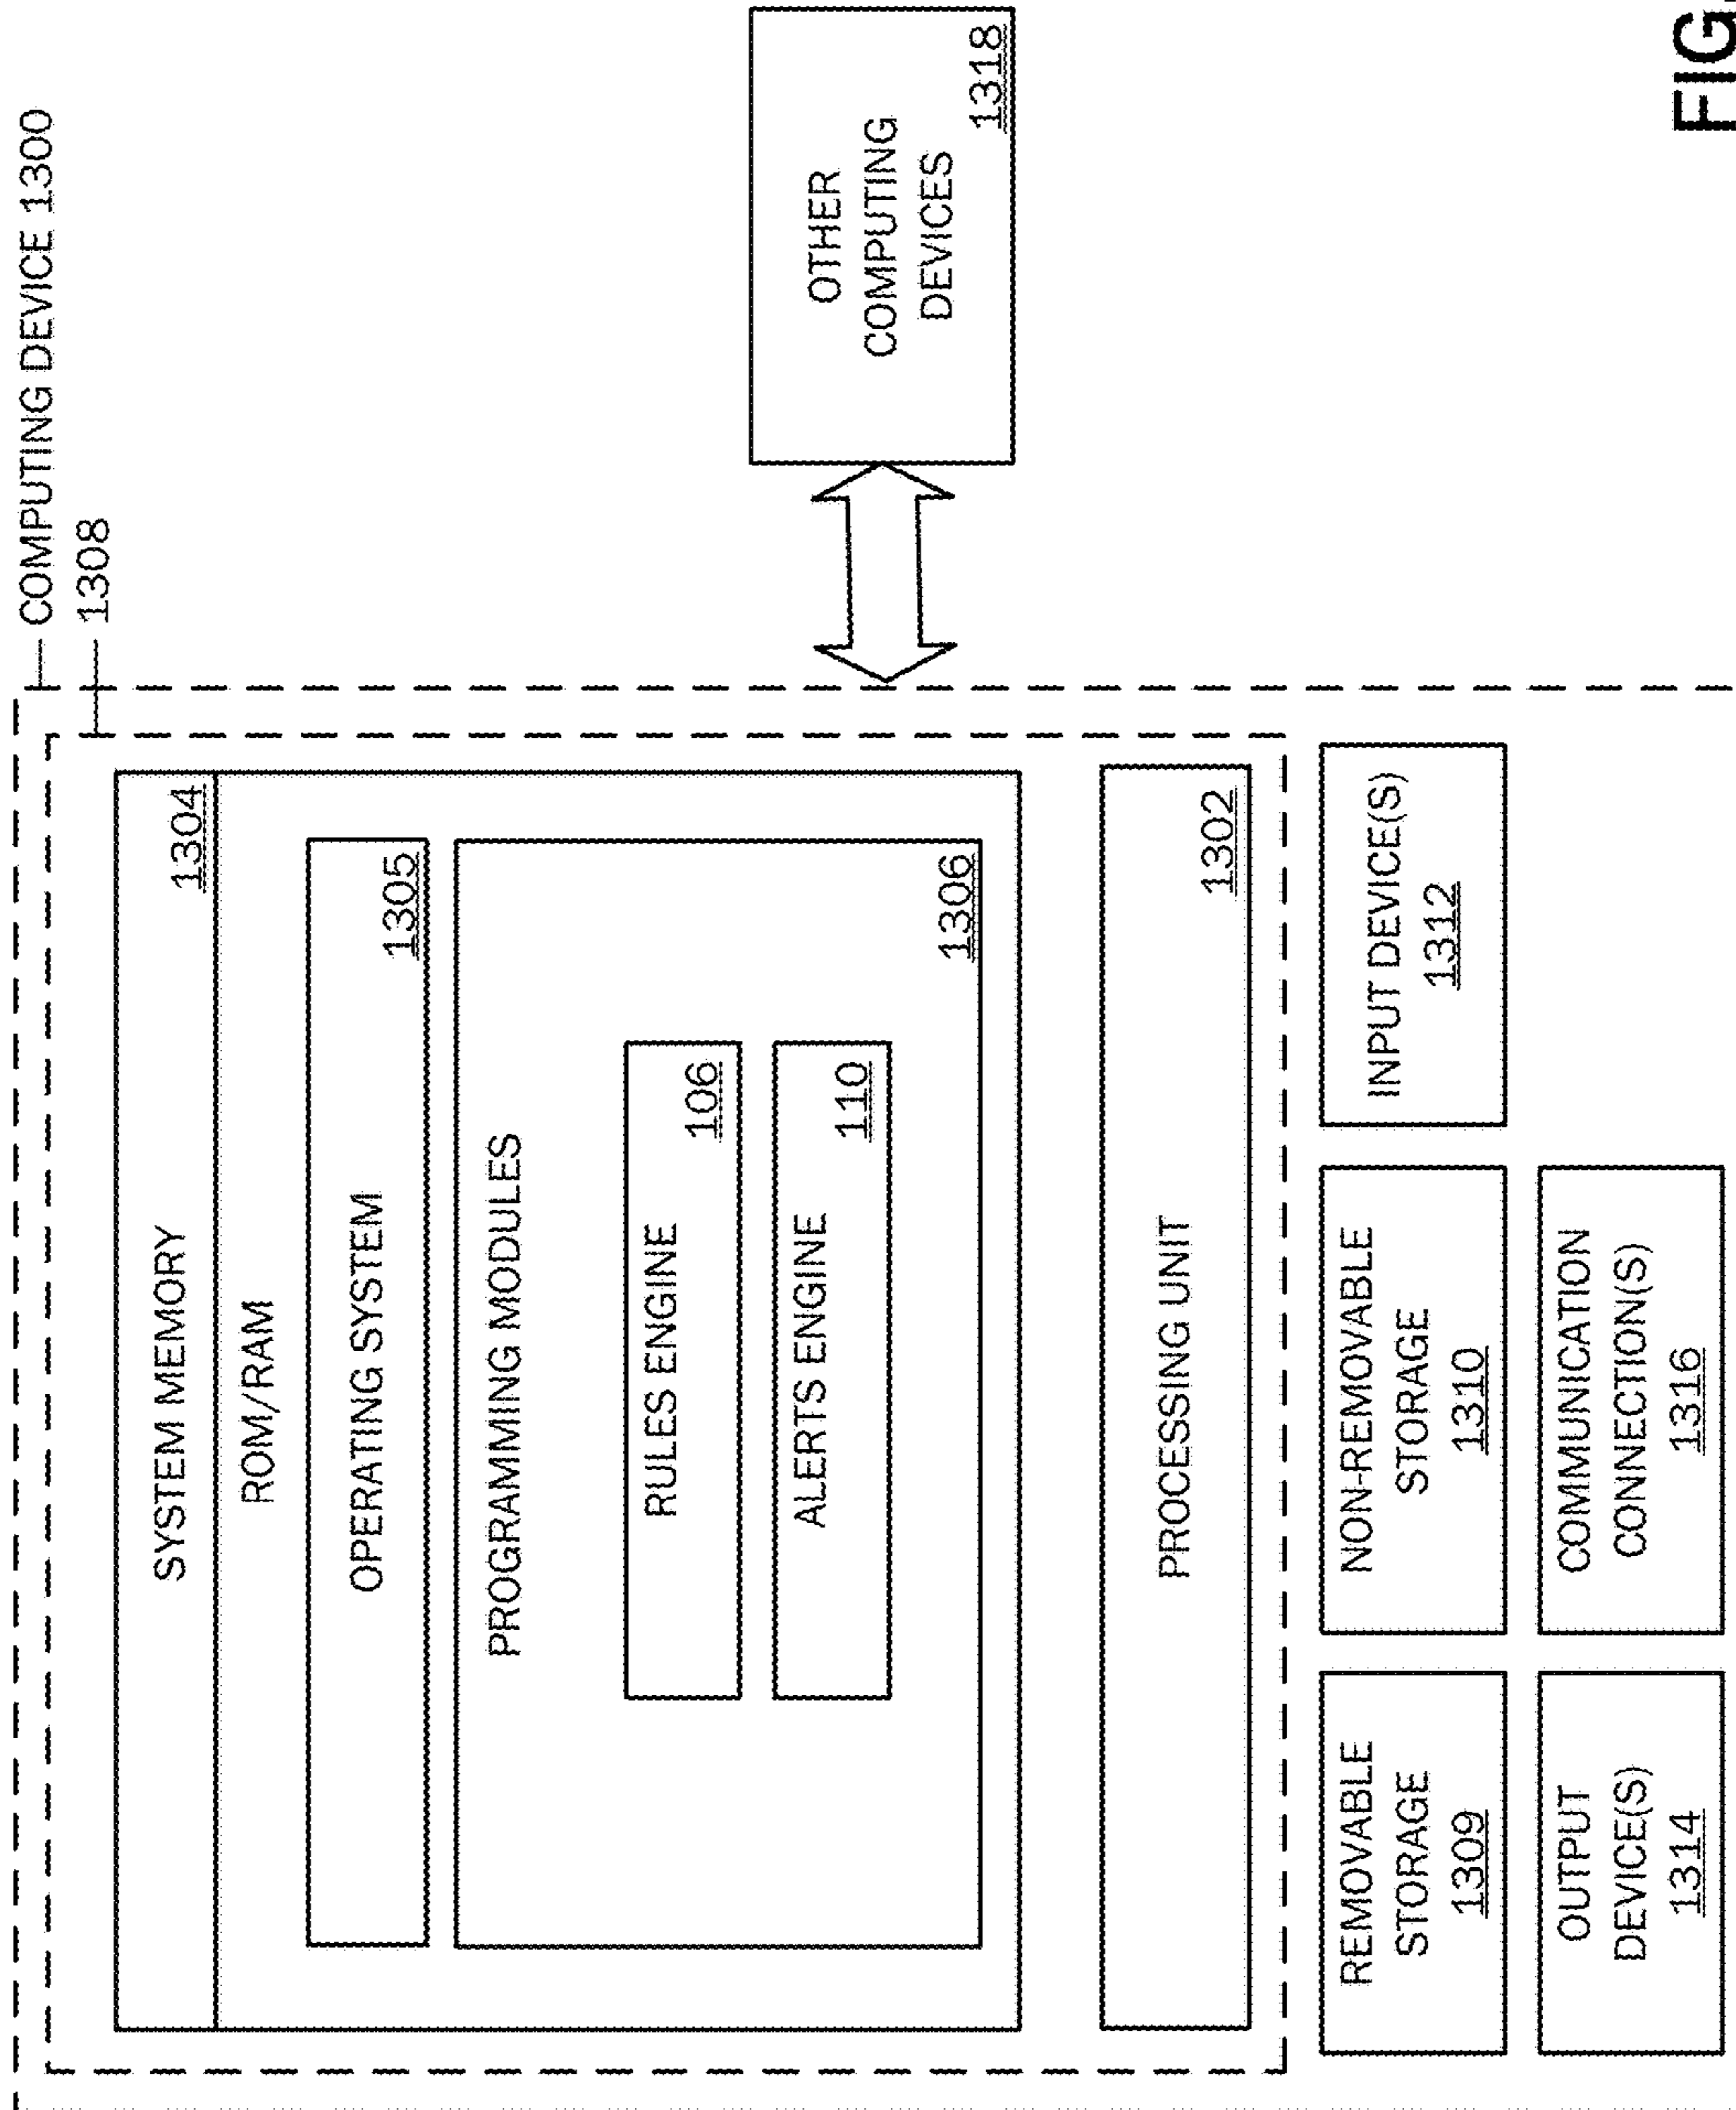 COMPUTING DEVICE 1300
1308
SYSTEM MEMORY
1304
ROM/RAM
OPERATING SYSTEM
1305
PROGRAMMING MODULES
RULES ENGINE
106
ALERTS ENGINE
110
1306
PROCESSING UNIT
1302
OTHER
COMPUTING
DEVICES
1318
REMOVABLE
STORAGE
1309
NON-REMOVABLE
STORAGE
1310
INPUT DEVICE(S)
1312
OUTPUT
DEVICE(S)
1314
COMMUNICATION
CONNECTION(S)
1316
FIG.